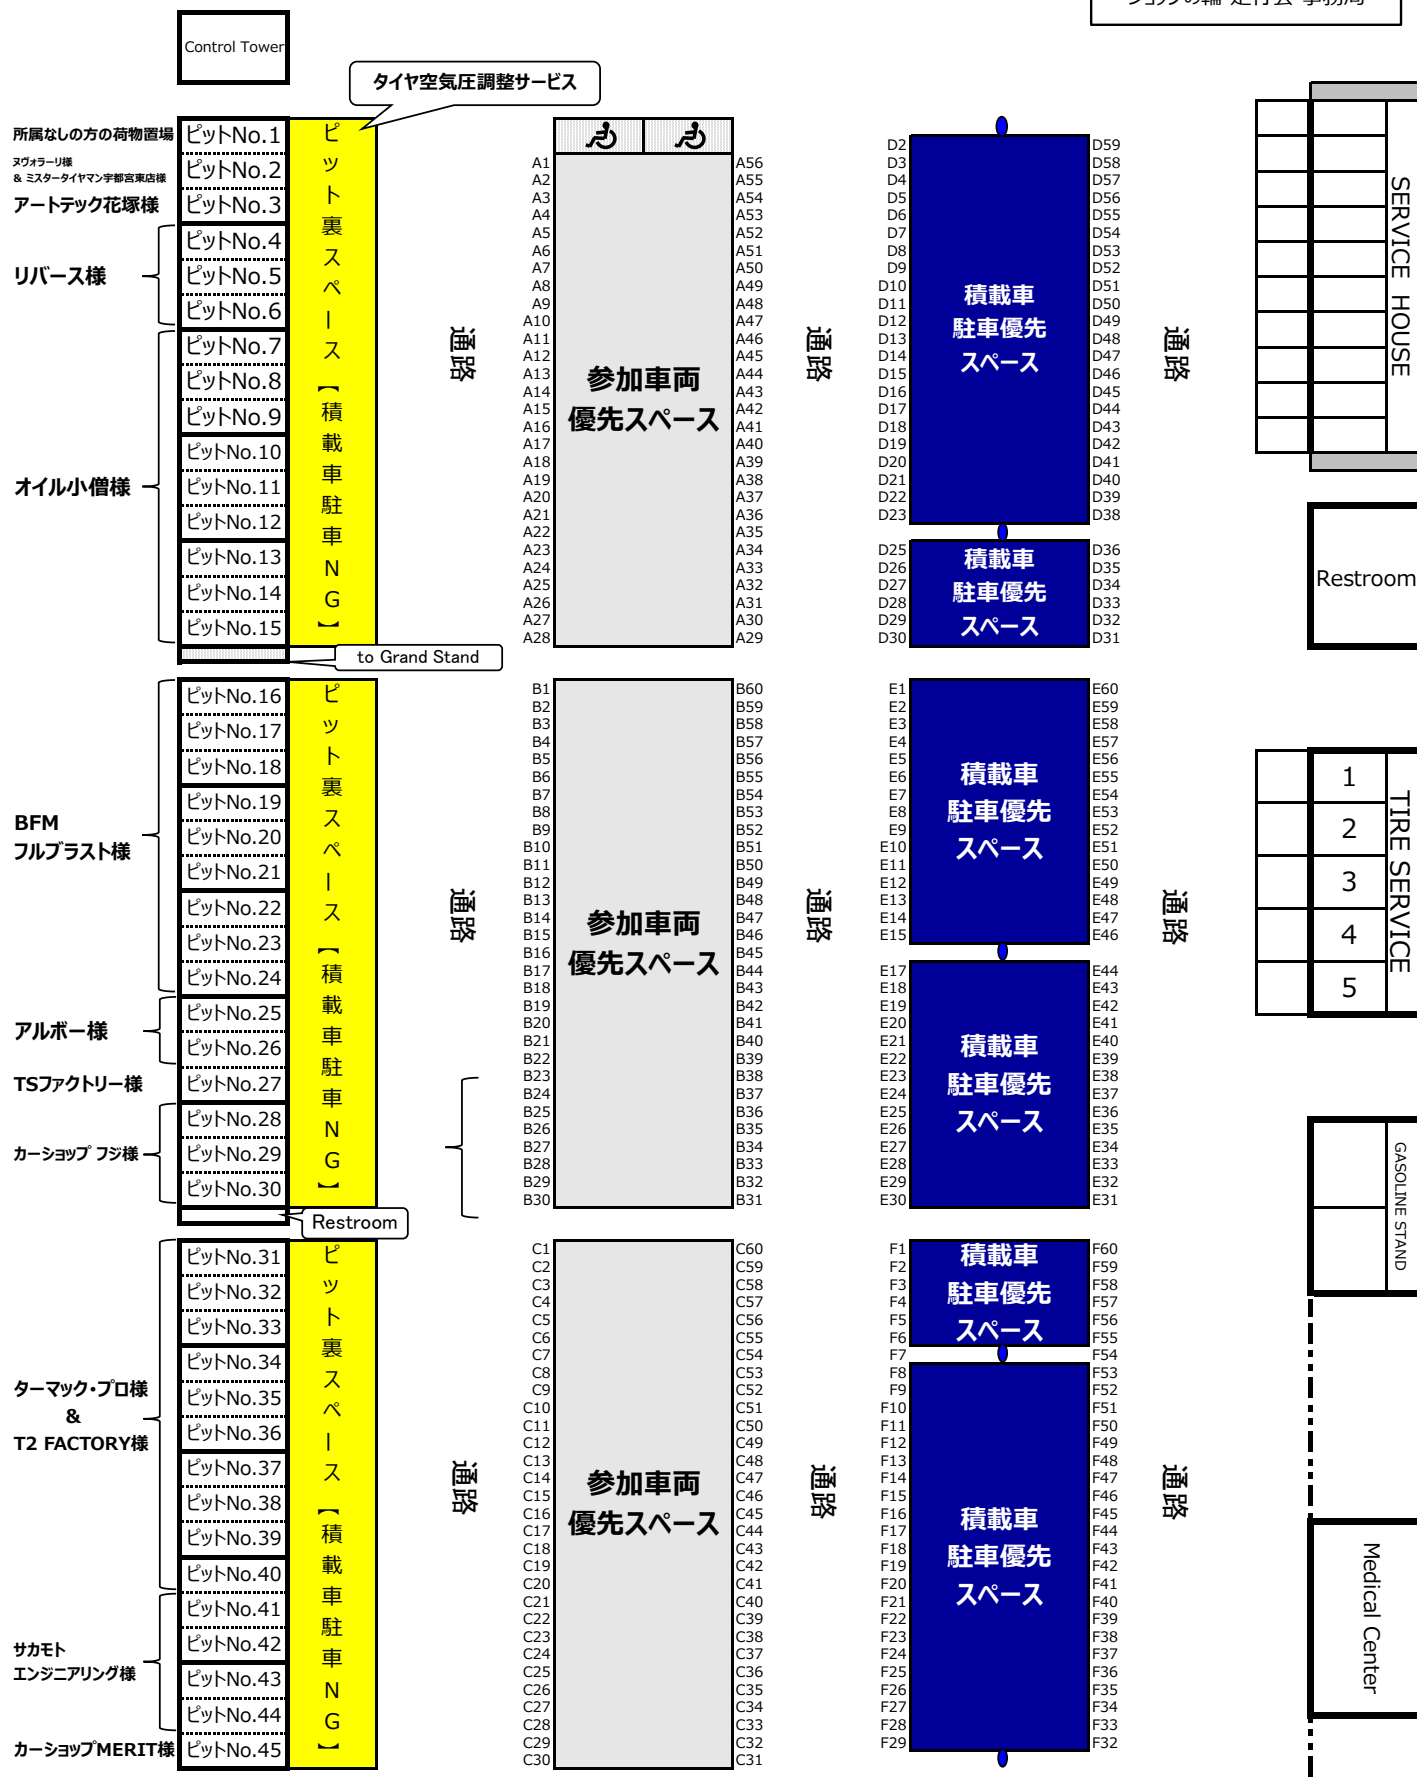 ショップの輪 走行会 事務局
Control Tower
タイヤ空気圧調整サービス
所属なしの方の荷物置場
ヌヴォラーリ様
& ミスタータイヤマン宇都宮東店様
アートテック花塚様
リバース様
オイル小僧様
ピットNo.1
ピットNo.2
ピットNo.3
ピットNo.4
ピットNo.5
ピットNo.6
ピットNo.7
ピットNo.8
ピットNo.9
ピットNo.10
ピットNo.11
ピットNo.12
ピットNo.13
ピットNo.14
ピットNo.15
ピット裏スペース【積載車駐車NG】
to Grand Stand
通路
A1
A2
A3
A4
A5
A6
A7
A8
A9
A10
A11
A12
A13
A14
A15
A16
A17
A18
A19
A20
A21
A22
A23
A24
A25
A26
A27
A28
参加車両
優先スペース
A56
A55
A54
A53
A52
A51
A50
A49
A48
A47
A46
A45
A44
A43
A42
A41
A40
A39
A38
A37
A36
A35
A34
A33
A32
A31
A30
A29
通路
D2
D3
D4
D5
D6
D7
D8
D9
D10
D11
D12
D13
D14
D15
D16
D17
D18
D19
D20
D21
D22
D23
D25
D26
D27
D28
D29
D30
積載車
駐車優先
スペース
積載車
駐車優先
スペース
D59
D58
D57
D56
D55
D54
D53
D52
D51
D50
D49
D48
D47
D46
D45
D44
D43
D42
D41
D40
D39
D38
D36
D35
D34
D33
D32
D31
通路
SERVICE HOUSE
Restroom
BFM
フルブラスト様
アルボー様
TSファクトリー様
カーショップ フジ様
ピットNo.16
ピットNo.17
ピットNo.18
ピットNo.19
ピットNo.20
ピットNo.21
ピットNo.22
ピットNo.23
ピットNo.24
ピットNo.25
ピットNo.26
ピットNo.27
ピットNo.28
ピットNo.29
ピットNo.30
ピット裏スペース【積載車駐車NG】
Restroom
通路
B1
B2
B3
B4
B5
B6
B7
B8
B9
B10
B11
B12
B13
B14
B15
B16
B17
B18
B19
B20
B21
B22
B23
B24
B25
B26
B27
B28
B29
B30
参加車両
優先スペース
B60
B59
B58
B57
B56
B55
B54
B53
B52
B51
B50
B49
B48
B47
B46
B45
B44
B43
B42
B41
B40
B39
B38
B37
B36
B35
B34
B33
B32
B31
通路
E1
E2
E3
E4
E5
E6
E7
E8
E9
E10
E11
E12
E13
E14
E15
E17
E18
E19
E20
E21
E22
E23
E24
E25
E26
E27
E28
E29
E30
積載車
駐車優先
スペース
積載車
駐車優先
スペース
E60
E59
E58
E57
E56
E55
E54
E53
E52
E51
E50
E49
E48
E47
E46
E44
E43
E42
E41
E40
E39
E38
E37
E36
E35
E34
E33
E32
E31
通路
1
2
3
4
5
TIRE SERVICE
GASOLINE STAND
ターマック・プロ様
&
T2 FACTORY様
サカモト
エンジニアリング様
カーショップMERIT様
ピットNo.31
ピットNo.32
ピットNo.33
ピットNo.34
ピットNo.35
ピットNo.36
ピットNo.37
ピットNo.38
ピットNo.39
ピットNo.40
ピットNo.41
ピットNo.42
ピットNo.43
ピットNo.44
ピットNo.45
ピット裏スペース【積載車駐車NG】
通路
C1
C2
C3
C4
C5
C6
C7
C8
C9
C10
C11
C12
C13
C14
C15
C16
C17
C18
C19
C20
C21
C22
C23
C24
C25
C26
C27
C28
C29
C30
参加車両
優先スペース
C60
C59
C58
C57
C56
C55
C54
C53
C52
C51
C50
C49
C48
C47
C46
C45
C44
C43
C42
C41
C40
C39
C38
C37
C36
C35
C34
C33
C32
C31
通路
F1
F2
F3
F4
F5
F6
F7
F8
F9
F10
F11
F12
F13
F14
F15
F16
F17
F18
F19
F20
F21
F22
F23
F24
F25
F26
F27
F28
F29
積載車
駐車優先
スペース
積載車
駐車優先
スペース
F60
F59
F58
F57
F56
F55
F54
F53
F52
F51
F50
F49
F48
F47
F46
F45
F44
F43
F42
F41
F40
F39
F38
F37
F36
F35
F34
F33
F32
通路
Medical Center